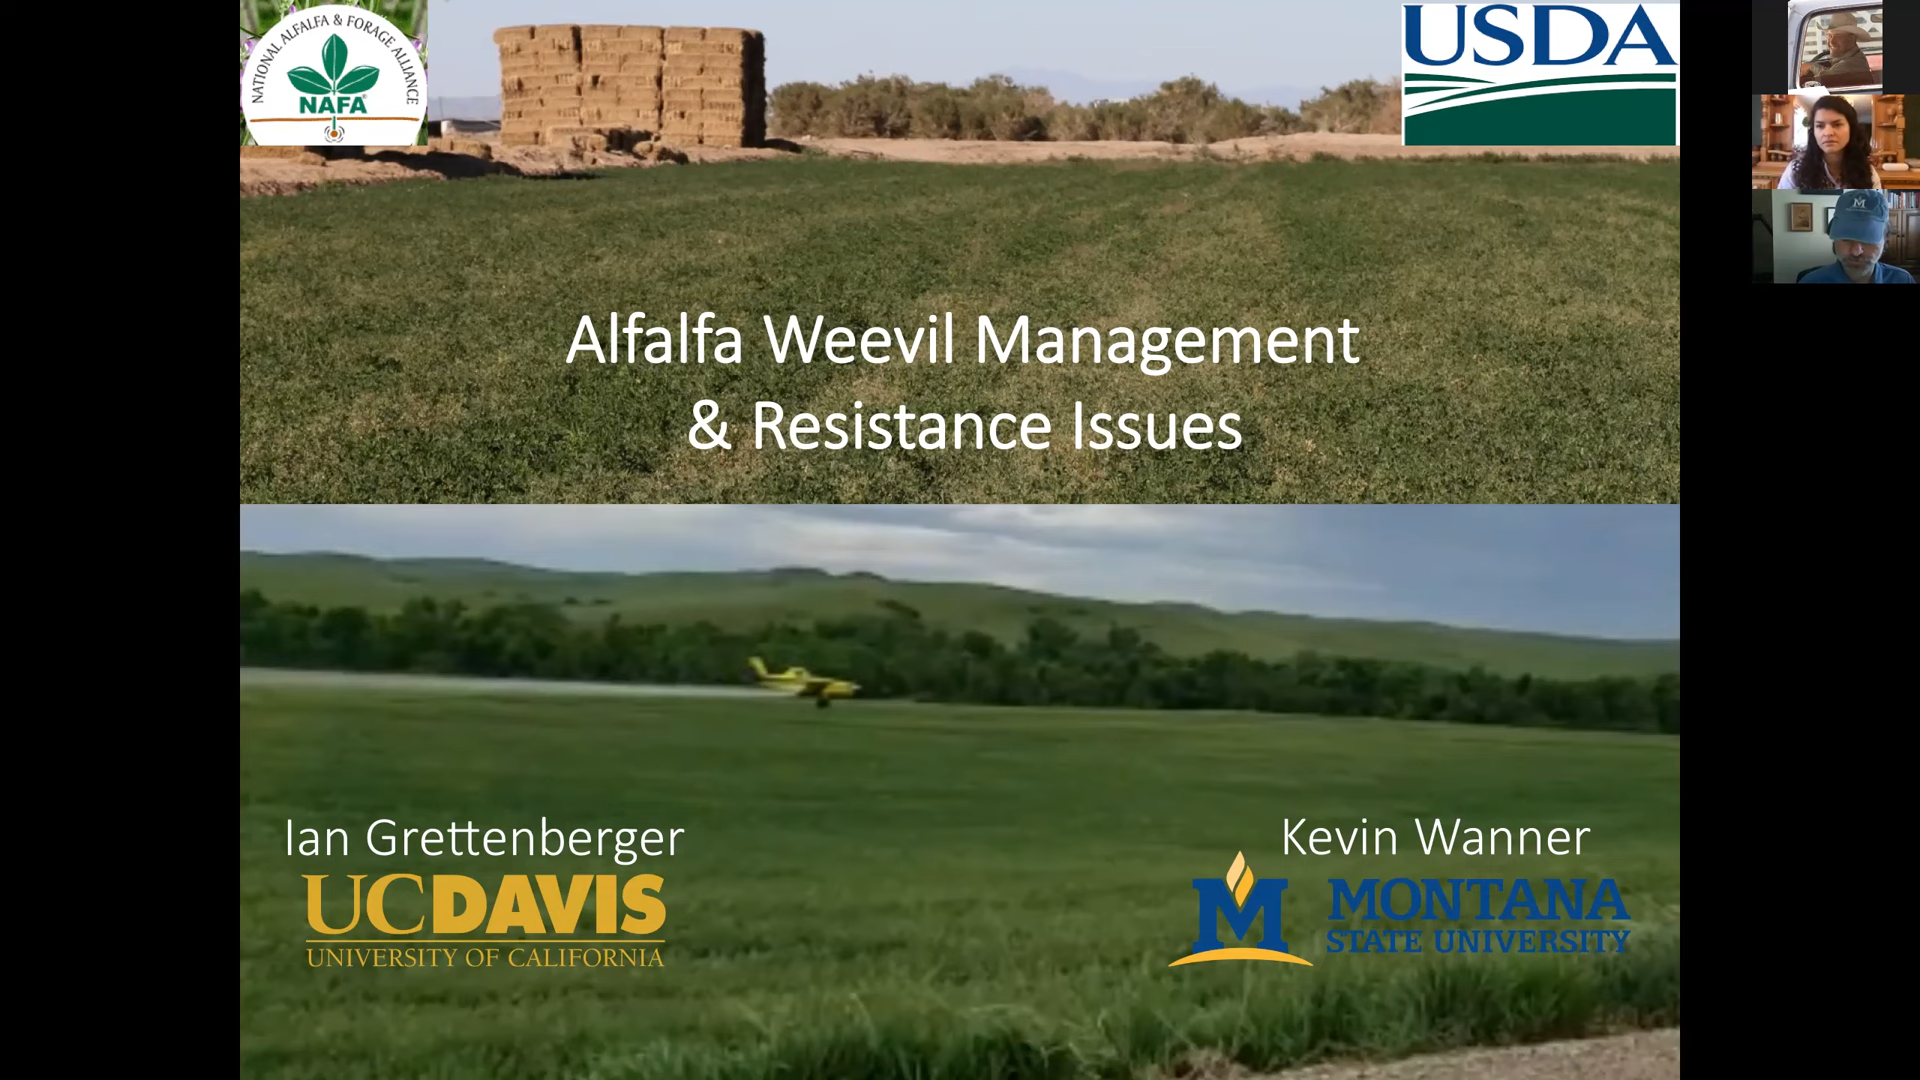 NATIONAL ALFALFA & FORAGE ALLIANCE
NAFA
USDA
Alfalfa Weevil Management
& Resistance Issues
Ian Grettenberger
UCDAVIS
UNIVERSITY OF CALIFORNIA
Kevin Wanner
M MONTANA
STATE UNIVERSITY
M